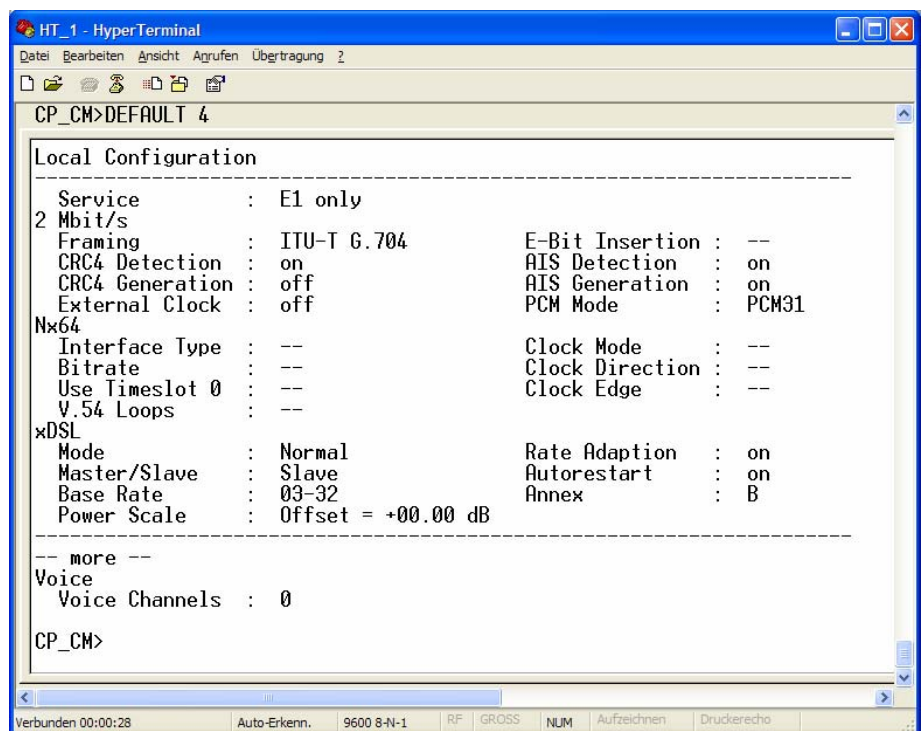 HT_1 - HyperTerminal
Datei Bearbeiten Ansicht Anrufen Übertragung ?
CP_CM>DEFAULT 4
Local Configuration
--------------------------------------------------------------------------
Service : E1 only
2 Mbit/s
Framing : ITU-T G.704 E-Bit Insertion : --
CRC4 Detection : on AIS Detection : on
CRC4 Generation : off AIS Generation : on
External Clock : off PCM Mode : PCM31
Nx64
Interface Type : -- Clock Mode : --
Bitrate : -- Clock Direction : --
Use Timeslot 0 : -- Clock Edge : --
V.54 Loops : --
xDSL
Mode : Normal Rate Adaption : on
Master/Slave : Slave Autorestart : on
Base Rate : 03-32 Annex : B
Power Scale : Offset = +00.00 dB
--------------------------------------------------------------------------
-- more --
Voice
Voice Channels : 0
CP_CM>
Verbunden 00:00:28 Auto-Erkenn. 9600 8-N-1 RF GROSS NUM Aufzeichnen Druckerecho